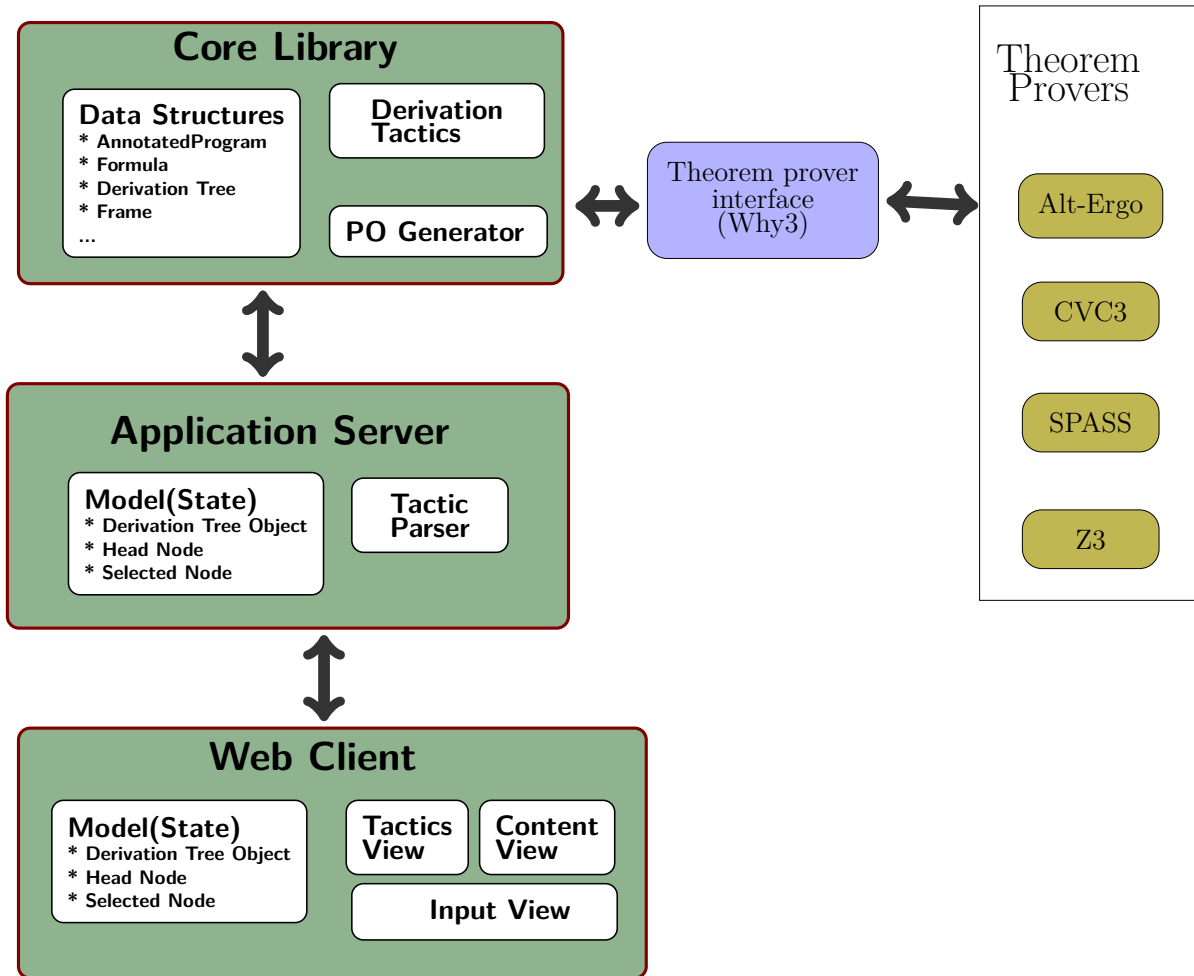 Core Library
Data Structures
* AnnotatedProgram
* Formula
* Derivation Tree
* Frame
...
Derivation
Tactics
PO Generator
Theorem prover
interface
(Why3)
Theorem
Provers
Alt-Ergo
CVC3
SPASS
Z3
Application Server
Model(State)
* Derivation Tree Object
* Head Node
* Selected Node
Tactic
Parser
Web Client
Model(State)
* Derivation Tree Object
* Head Node
* Selected Node
Tactics
View
Content
View
Input View